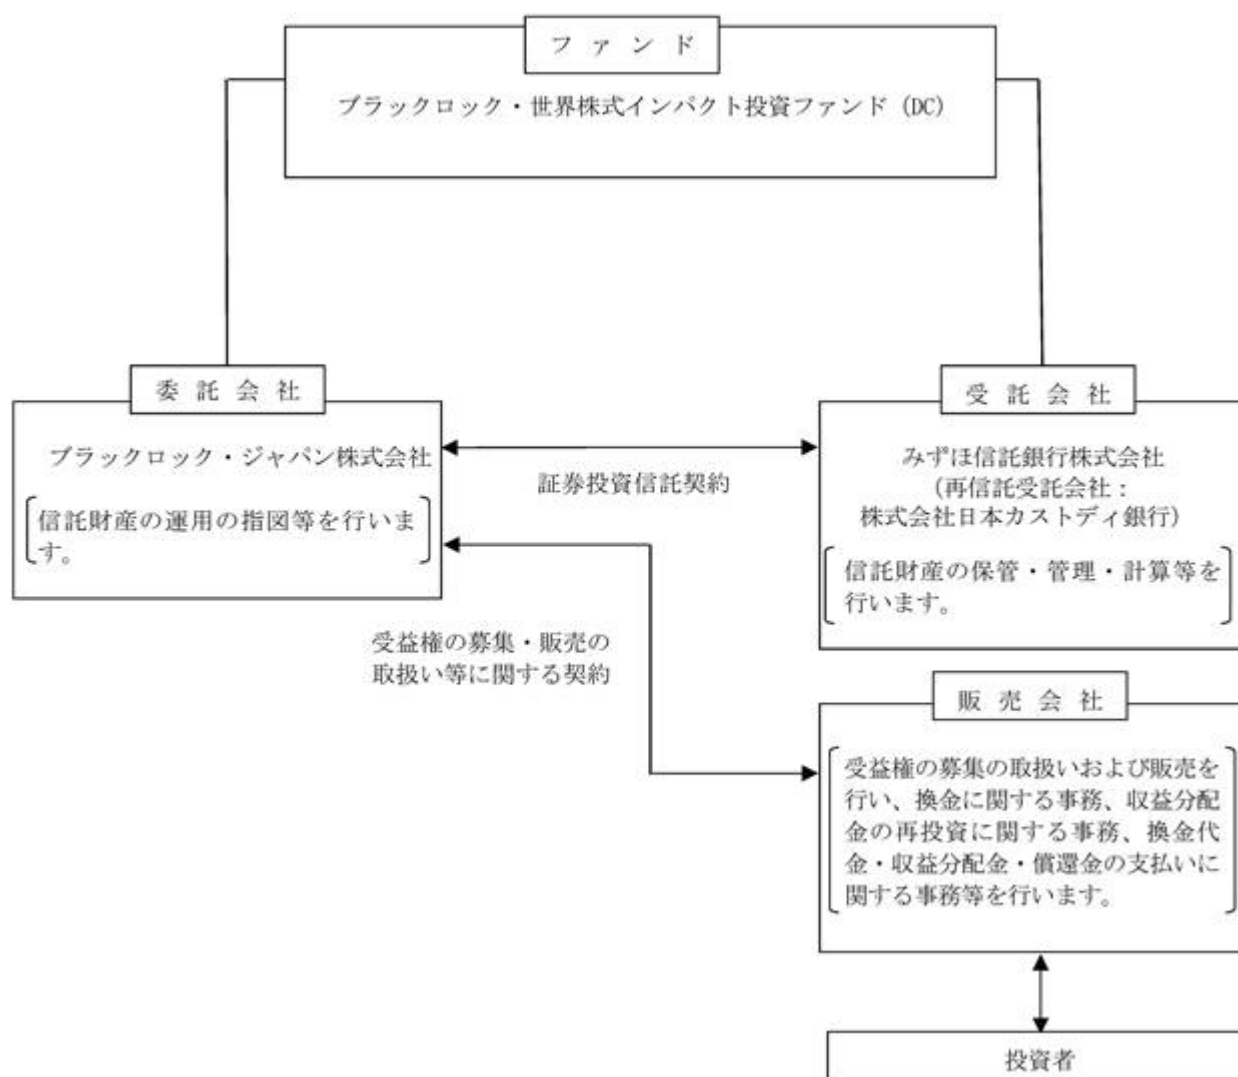 ファンド
ブラックロック・世界株式インパクト投資ファンド（DC）
委託会社
ブラックロック・ジャパン株式会社
信託財産の運用の指図等を行いま
す。
証券投資信託契約
受託会社
みずほ信託銀行株式会社
（再信託受託会社：
株式会社日本カストディ銀行）
信託財産の保管・管理・計算等を
行います。
受益権の募集・販売の
取扱い等に関する契約
販売会社
受益権の募集の取扱いおよび販売を
行い、換金に関する事務、収益分配
金の再投資に関する事務、換金代
金・収益分配金・償還金の支払いに
関する事務等を行います。
投資者